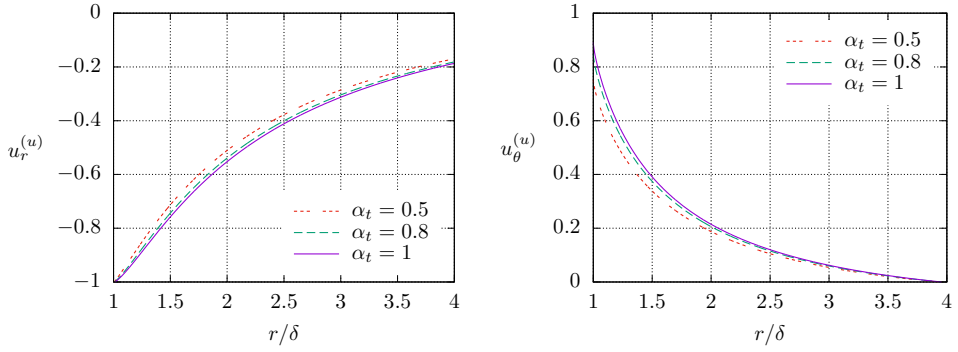 −0.2
−0.4
u_r^{(u)}
−0.6
−0.8
−1
α_t = 0.5
α_t = 0.8
α_t = 1
1 1.5 2 2.5 3 3.5 4
r/δ
1
0.8
0.6
u_θ^{(u)}
0.4
0.2
0
α_t = 0.5
α_t = 0.8
α_t = 1
1 1.5 2 2.5 3 3.5 4
r/δ